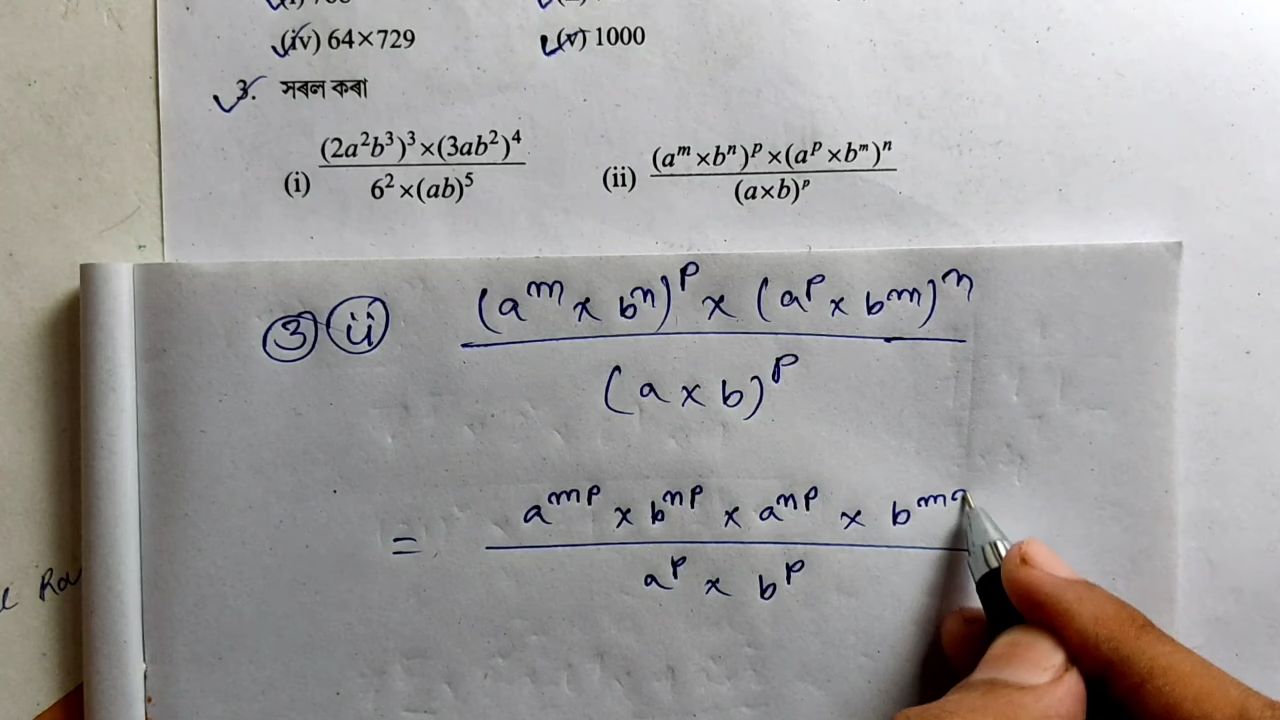 (iv) 64×729 (v) 1000
3. সৰল কৰা
(i) (2a²b³)³×(3ab²)⁴ / 6²×(ab)⁵ (ii) (aᵐ×bⁿ)ᵖ×(aᵖ×bᵐ)ⁿ / (a×b)ᵖ
3 ii (aᵐ × bⁿ)ᵖ × (aᵖ × bᵐ)ⁿ / (a × b)ᵖ
= aᵐᵖ × bⁿᵖ × aⁿᵖ × bᵐ / aᵖ × bᵖ